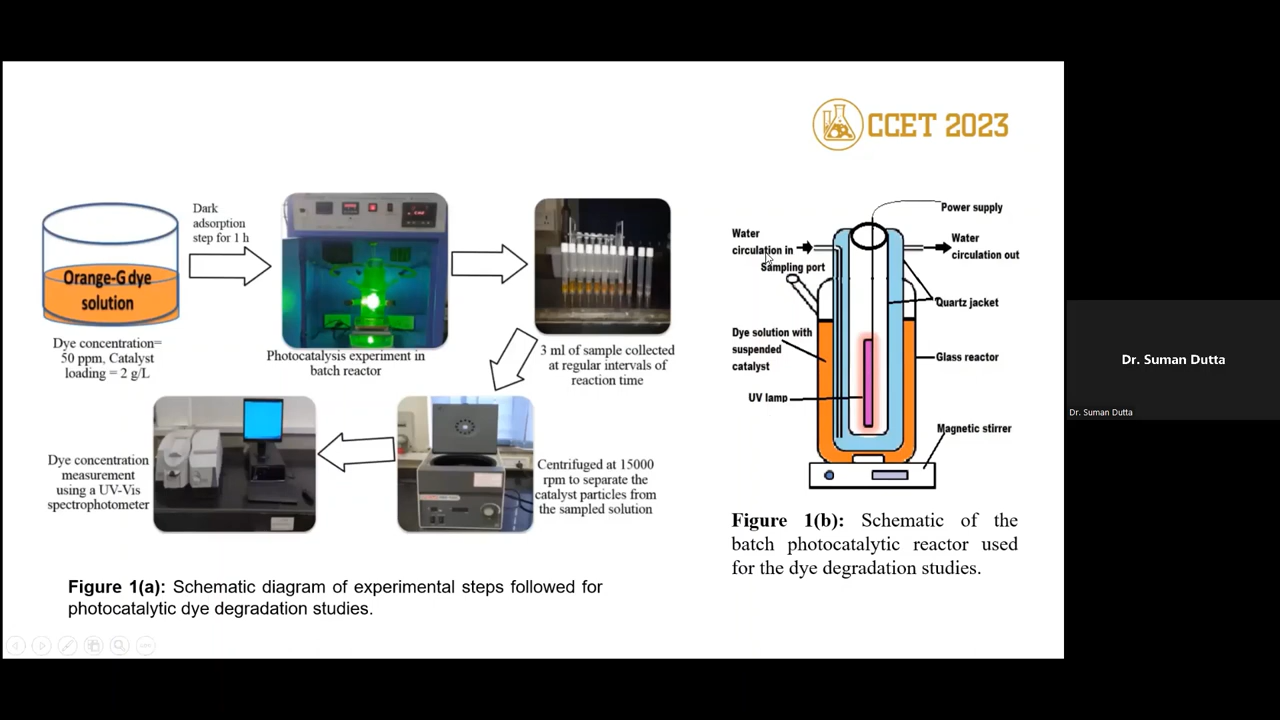 CCET 2023
Dark
adsorption
step for 1 h
Orange-G dye
solution
Dye concentration=
50 ppm, Catalyst
loading = 2 g/L
Photocatalysis experiment in
batch reactor
3 ml of sample collected
at regular intervals of
reaction time
Centrifuged at 15000
rpm to separate the
catalyst particles from
the sampled solution
Dye concentration
measurement
using a UV-Vis
spectrophotometer
Figure 1(a): Schematic diagram of experimental steps followed for
photocatalytic dye degradation studies.
Power supply
Water
circulation in
Water
circulation out
Sampling port
Quartz jacket
Dye solution with
suspended
catalyst
Glass reactor
UV lamp
Magnetic stirrer
Figure 1(b): Schematic of the
batch photocatalytic reactor used
for the dye degradation studies.
Dr. Suman Dutta
Dr. Suman Dutta